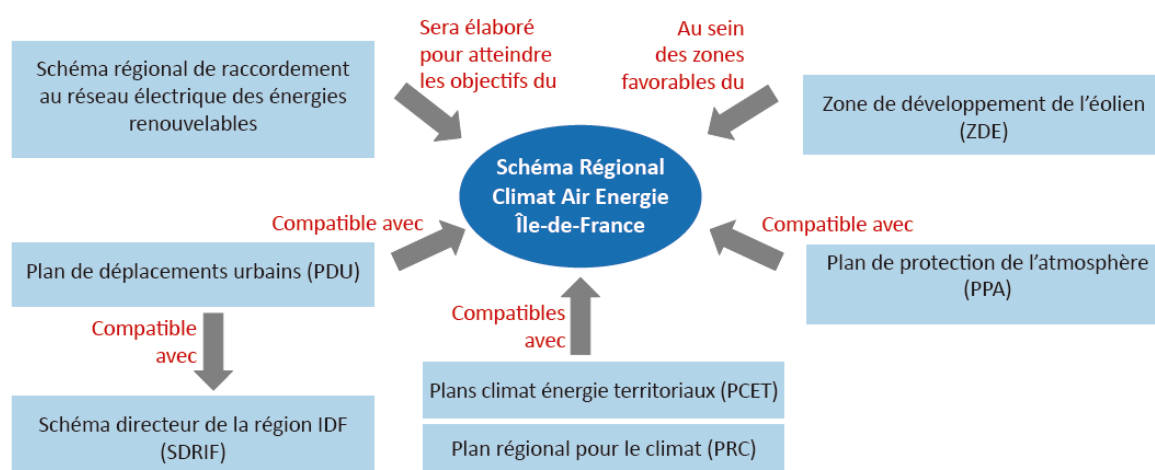 Schéma régional de raccordement
au réseau électrique des énergies
renouvelables
Sera élaboré
pour atteindre
les objectifs du
Au sein
des zones
favorables du
Zone de développement de l'éolien
(ZDE)
Schéma Régional
Climat Air Energie
Île-de-France
Compatible avec
Plan de déplacements urbains (PDU)
Compatible avec
Plan de protection de l'atmosphère
(PPA)
Compatible
avec
Compatibles
avec
Schéma directeur de la région IDF
(SDRIF)
Plans climat énergie territoriaux (PCET)
Plan régional pour le climat (PRC)